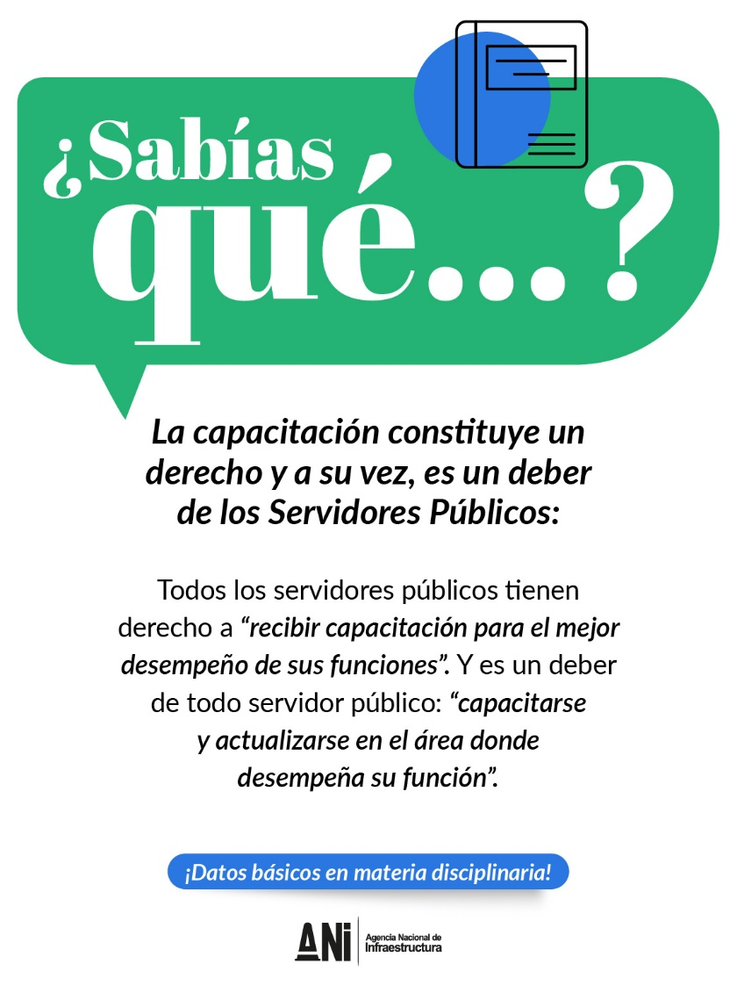 ¿Sabías
qué...?
La capacitación constituye un
derecho y a su vez, es un deber
de los Servidores Públicos:
Todos los servidores públicos tienen
derecho a “recibir capacitación para el mejor
desempeño de sus funciones”. Y es un deber
de todo servidor público: “capacitarse
y actualizarse en el área donde
desempeña su función”.
¡Datos básicos en materia disciplinaria!
ANi
Agencia Nacional de
Infraestructura